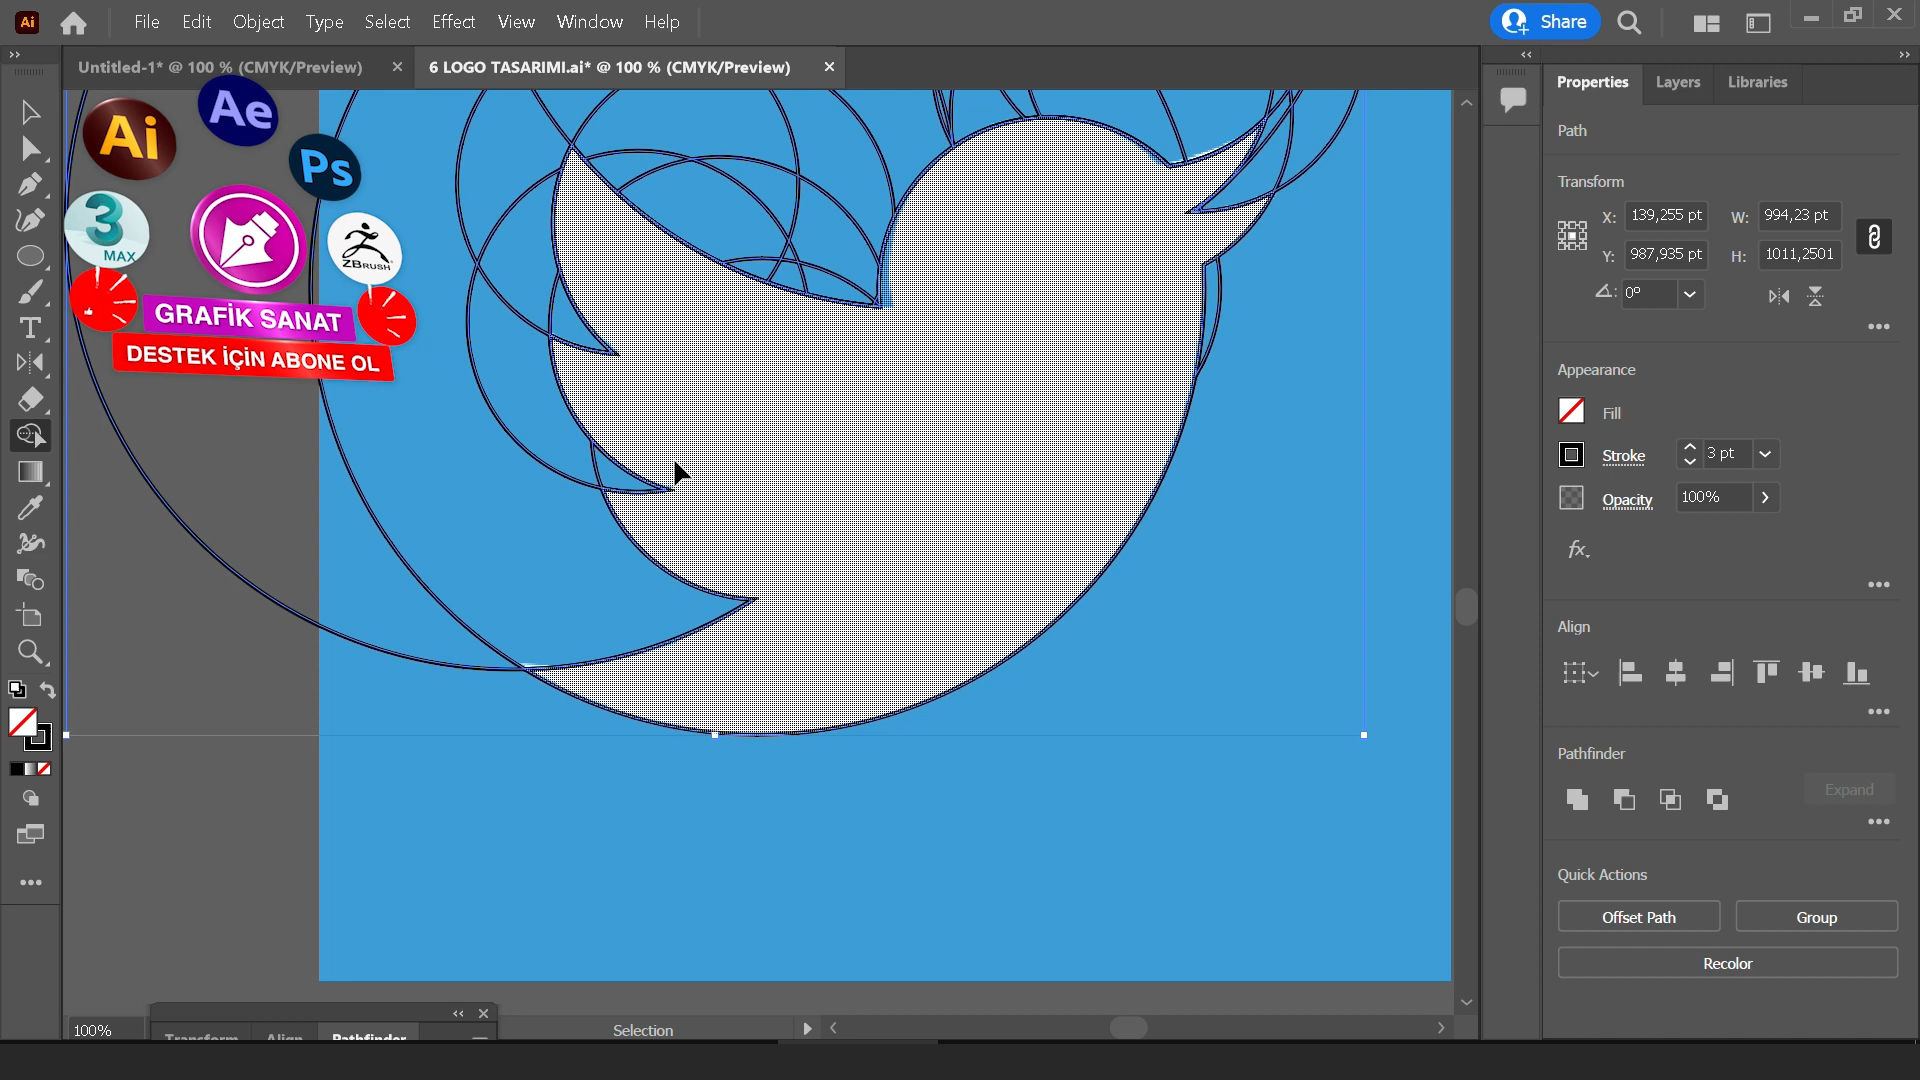 Ai
File Edit Object Type Select Effect View Window Help
Share
Untitled-1* @ 100 % (CMYK/Preview)
6 LOGO TASARIMI.ai* @ 100 % (CMYK/Preview)
Properties Layers Libraries
Path
Transform
X: 139,255 pt W: 994,23 pt
Y: 987,935 pt H: 1011,2501
0°
Appearance
Fill
Stroke 3 pt
Opacity 100%
fx.
Align
Pathfinder
Expand
Quick Actions
Offset Path Group
Recolor
Ai
Ae
Ps
3
MAX
ZBRUSH
GRAFİK SANAT
DESTEK İÇİN ABONE OL
100%
Selection
Transform Align Pathfinder